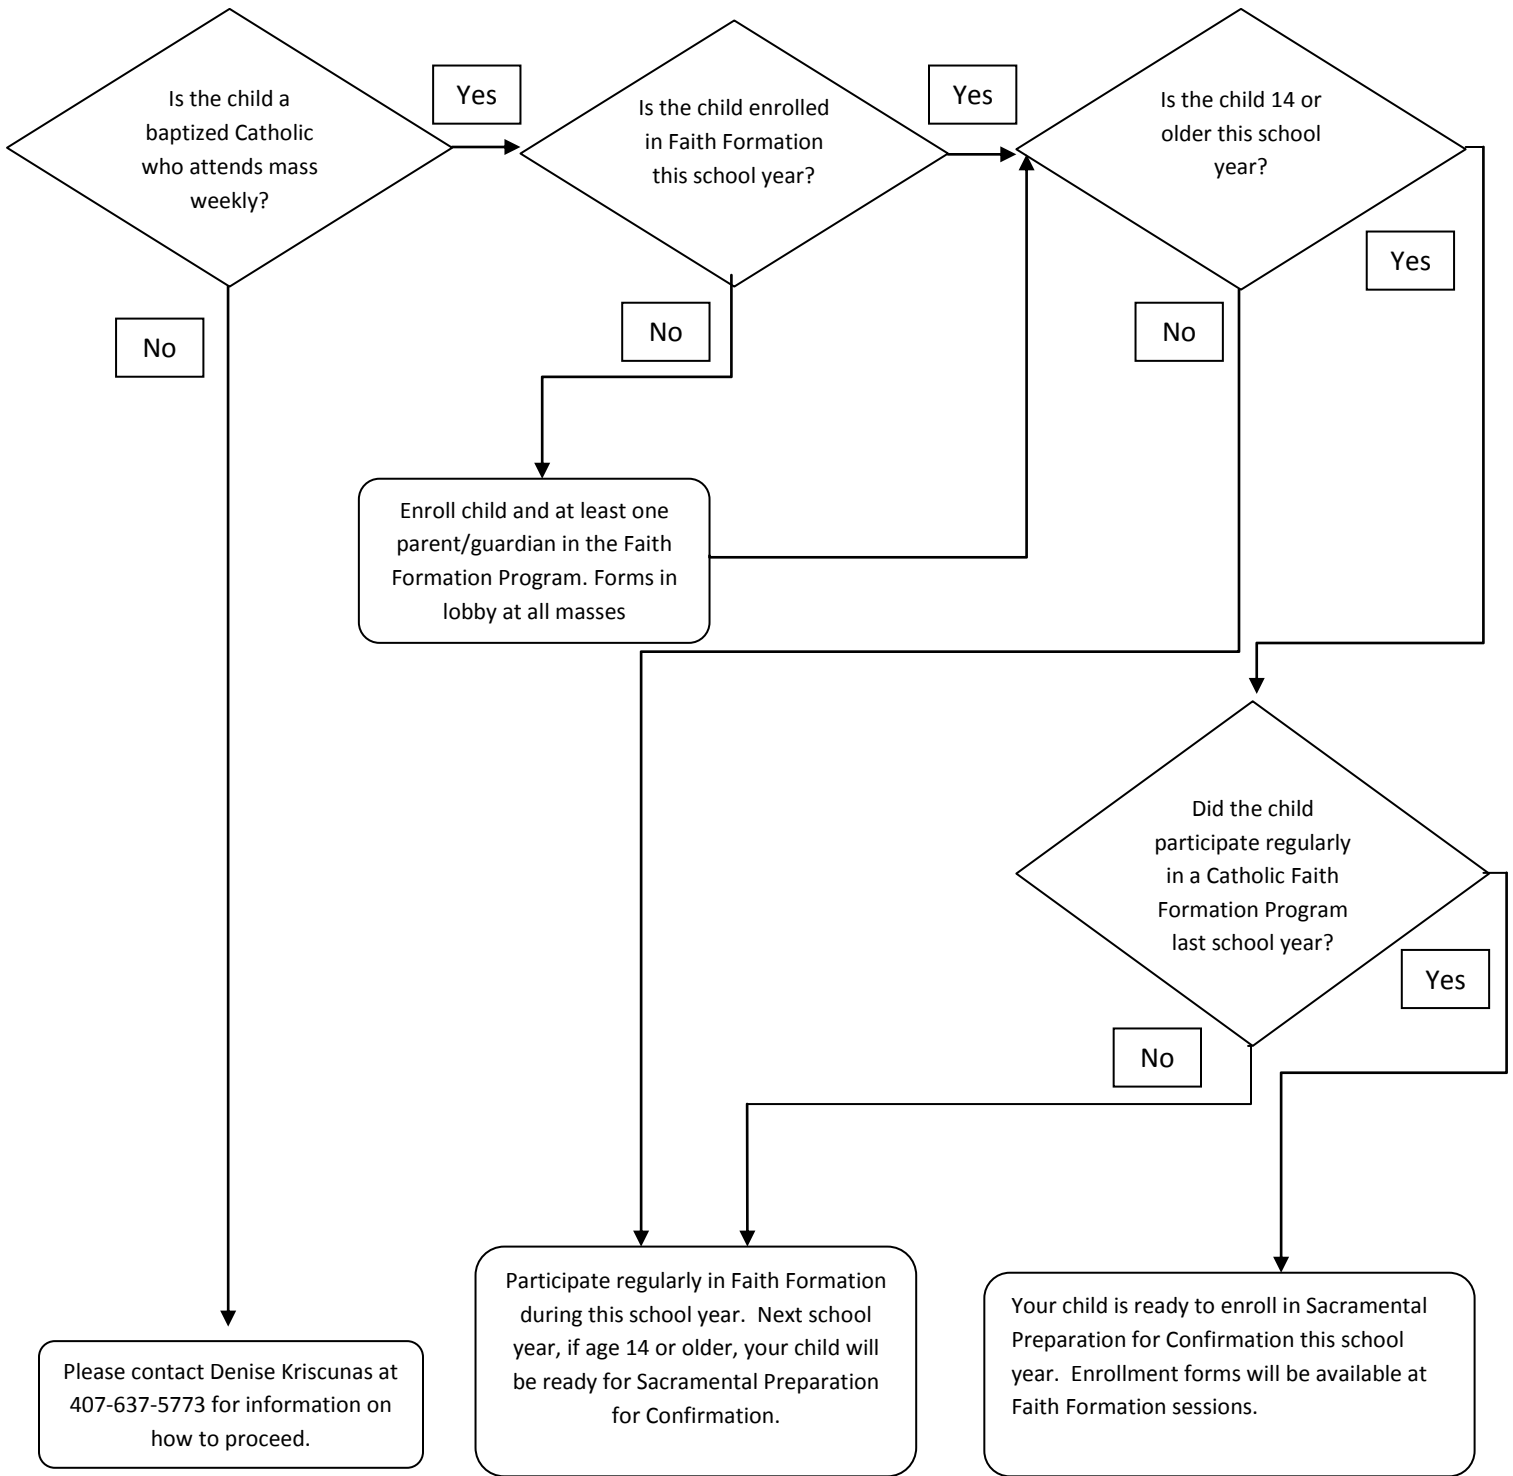 Is the child a
baptized Catholic
who attends mass
weekly?
Yes
Is the child enrolled
in Faith Formation
this school year?
Yes
Is the child 14 or
older this school
year?
Yes
No
No
No
Enroll child and at least one
parent/guardian in the Faith
Formation Program. Forms in
lobby at all masses
Did the child
participate regularly
in a Catholic Faith
Formation Program
last school year?
Yes
No
Please contact Denise Kriscunas at
407-637-5773 for information on
how to proceed.
Participate regularly in Faith Formation
during this school year. Next school
year, if age 14 or older, your child will
be ready for Sacramental Preparation
for Confirmation.
Your child is ready to enroll in Sacramental
Preparation for Confirmation this school
year. Enrollment forms will be available at
Faith Formation sessions.